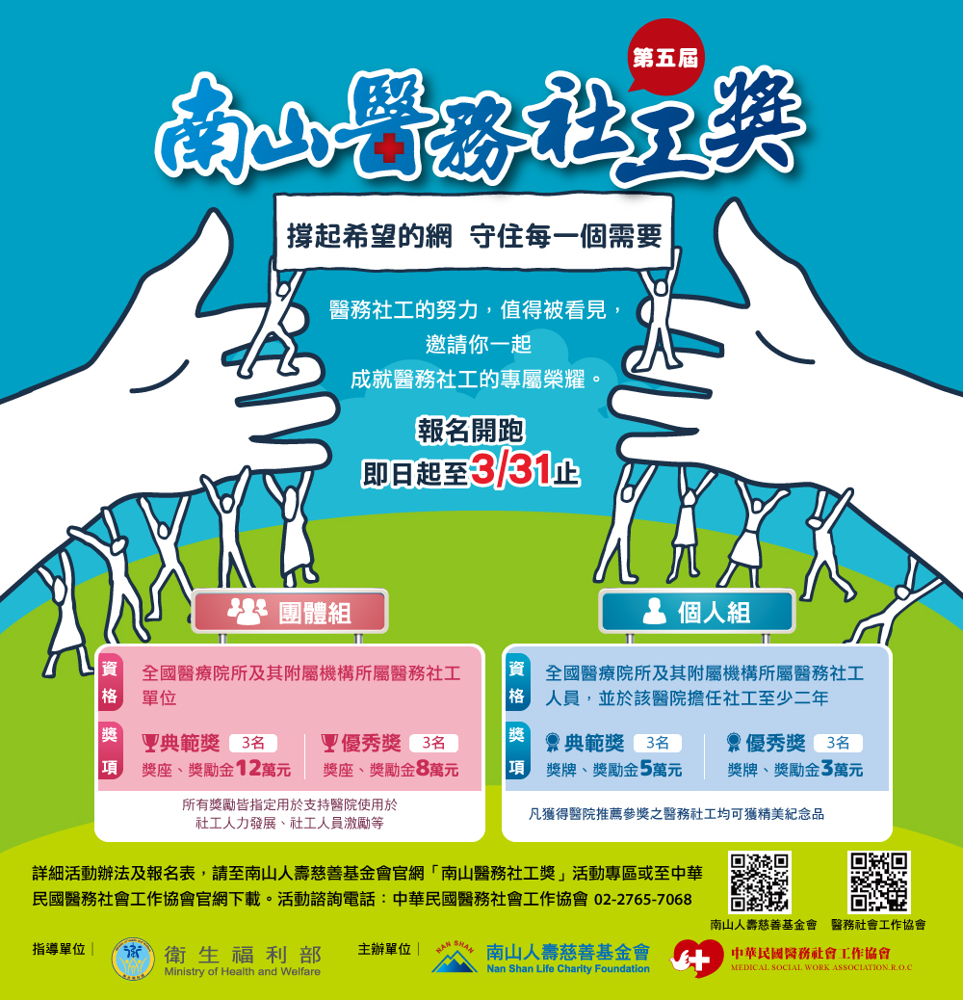 第五屆
南山醫務社工獎
撐起希望的網 守住每一個需要
醫務社工的努力，值得被看見，
邀請你一起
成就醫務社工的專屬榮耀。
報名開跑
即日起至3/31止
團體組
資格
全國醫療院所及其附屬機構所屬醫務社工
單位
獎項
典範獎 3名
獎座、獎勵金12萬元
優秀獎 3名
獎座、獎勵金8萬元
所有獎勵皆指定用於支持醫院使用於
社工人力發展、社工人員激勵等
個人組
資格
全國醫療院所及其附屬機構所屬醫務社工
人員，並於該醫院擔任社工至少二年
獎項
典範獎 3名
獎牌、獎勵金5萬元
優秀獎 3名
獎牌、獎勵金3萬元
凡獲得醫院推薦參獎之醫務社工均可獲精美紀念品
詳細活動辦法及報名表，請至南山人壽慈善基金會官網「南山醫務社工獎」活動專區或至中華
民國醫務社會工作協會官網下載。活動諮詢電話：中華民國醫務社會工作協會 02-2765-7068
南山人壽慈善基金會
醫務社會工作協會
指導單位
衛生福利部
Ministry of Health and Welfare
主辦單位
NAN SHAN
南山人壽慈善基金會
Nan Shan Life Charity Foundation
中華民國醫務社會工作協會
MEDICAL SOCIAL WORK ASSOCIATION.R.O.C